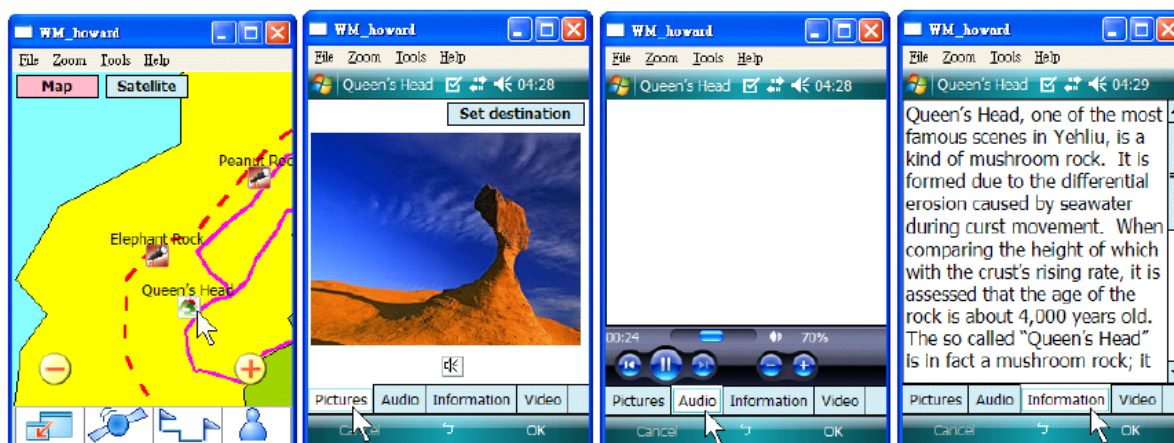 WM_howard
File Zoom Tools Help
Map Satellite
Peanut Roc
Elephant Rock
Queen's Head
WM_howard
File Zoom Tools Help
Queen's Head 04:28
Set destination
Pictures Audio Information Video
Cancel OK
WM_howard
File Zoom Tools Help
Queen's Head 04:28
00:24 70%
Pictures Audio Information Video
Cancel OK
WM_howard
File Zoom Tools Help
Queen's Head 04:29
Queen's Head, one of the most
famous scenes in Yehliu, is a
kind of mushroom rock. It is
formed due to the differential
erosion caused by seawater
during curst movement. When
comparing the height of which
with the crust's rising rate, it is
assessed that the age of the
rock is about 4,000 years old.
The so called "Queen's Head"
is in fact a mushroom rock; it
Pictures Audio Information Video
Cancel OK